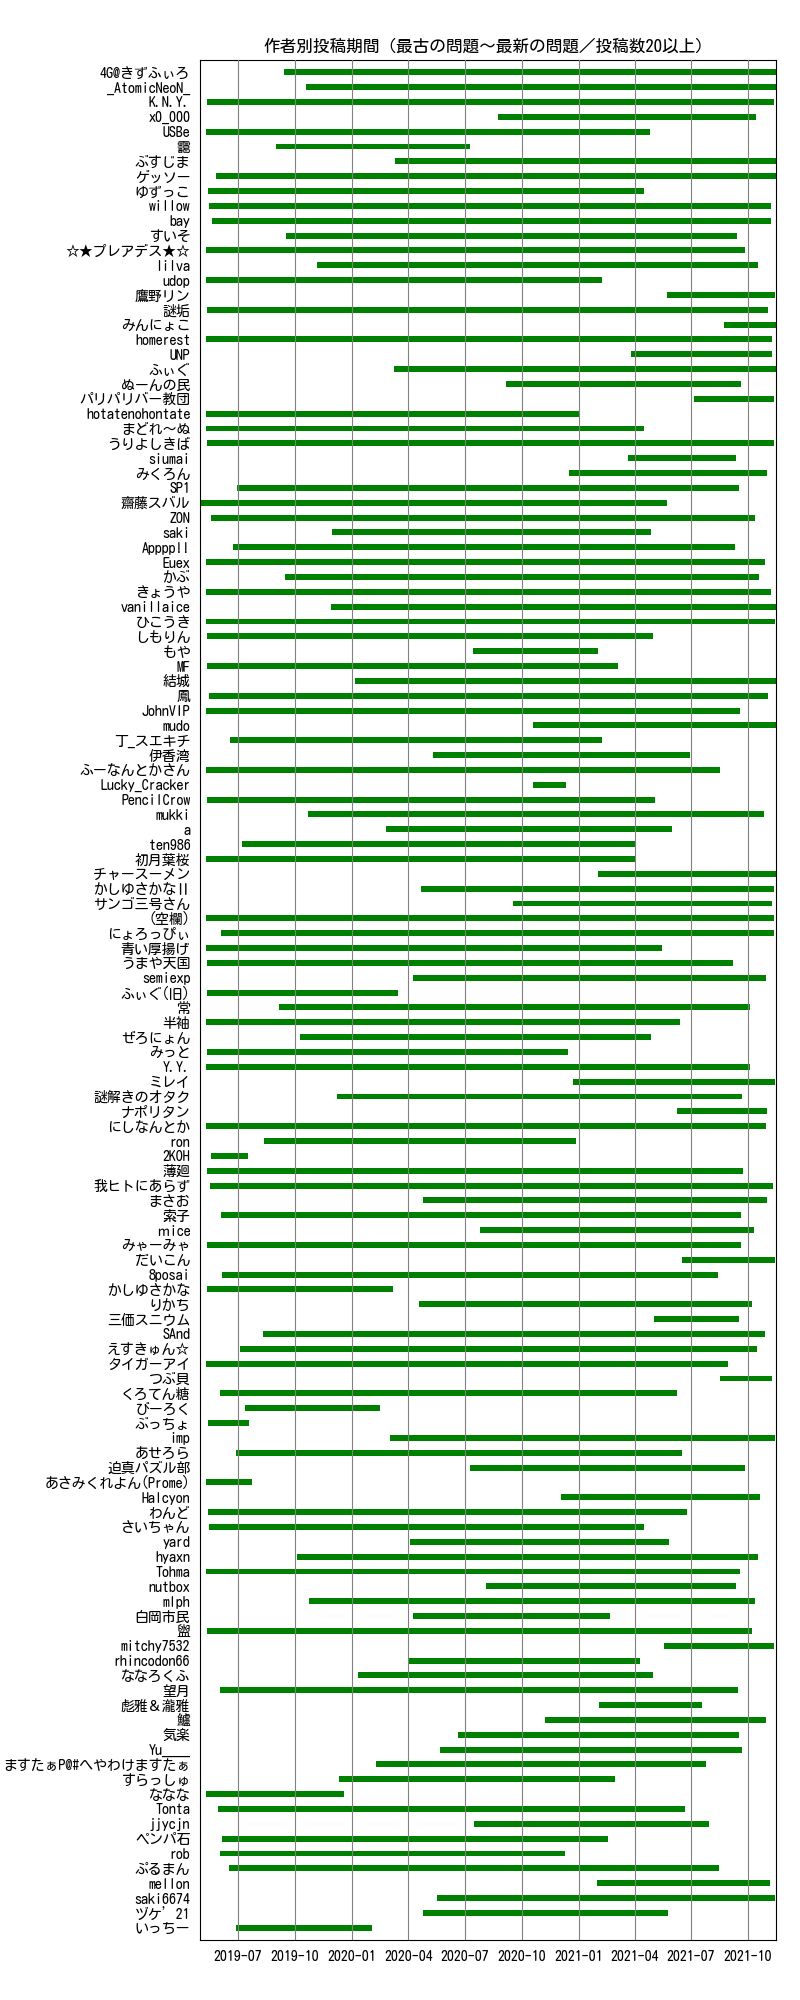 作者別投稿期間（最古の問題～最新の問題／投稿数20以上）
4G@きずふぃろ
_AtomicNeoN_
K.N.Y.
x0_000
USBe
ぷすじま
ゲッソー
ゆずっこ
willow
bay
すいそ
☆★プレアデス★☆
lilva
udop
鷹野リン
謎垢
みんにょこ
homerest
UNP
ふぃぐ
ぬーんの民
パリパリバー教団
hotatenohontate
まどれ～ぬ
うりよしきば
siumai
みくろん
SP1
齋藤スバル
ZON
saki
Appppll
Euex
かぶ
きょうや
vanillaice
ひこうき
しもりん
もや
MF
結城
鳳
JohnVIP
mudo
丁_スエキチ
伊香湾
ふーなんとかさん
Lucky_Cracker
PencilCrow
mukki
a
ten986
初月葉桜
チャースーメン
かしゆさかなⅡ
サンゴ三号さん
(空欄)
にょろっぴぃ
青い厚揚げ
うまや天国
semiexp
ふぃぐ(旧)
常
半袖
ぜろにょん
みっと
Y.Y.
ミレイ
謎解きのオタク
ナポリタン
にしなんとか
ron
2KOH
薄廻
我ヒトにあらず
まさお
索子
mice
みゃーみゃ
だいこん
8posai
かしゆさかな
りかち
三価スニウム
SAnd
えすきゅん☆
タイガーアイ
つぶ貝
くろてん糖
びーろく
ぶっちょ
imp
あせろら
迫真パズル部
あさみくれよん(Prome)
Halcyon
わんど
さいちゃん
yard
hyaxn
Tohma
nutbox
mlph
白岡市民
盥
mitchy7532
rhincodon66
ななろくふ
望月
彪雅＆瀧雅
鱸
気楽
Yu____
ますたぁP@#へやわけますたぁ
すらっしゅ
ななな
Tonta
jjycjn
ペンパ石
rob
ぷるまん
mellon
saki6674
ヅケ'21
いっちー
2019-07 2019-10 2020-01 2020-04 2020-07 2020-10 2021-01 2021-04 2021-07 2021-10